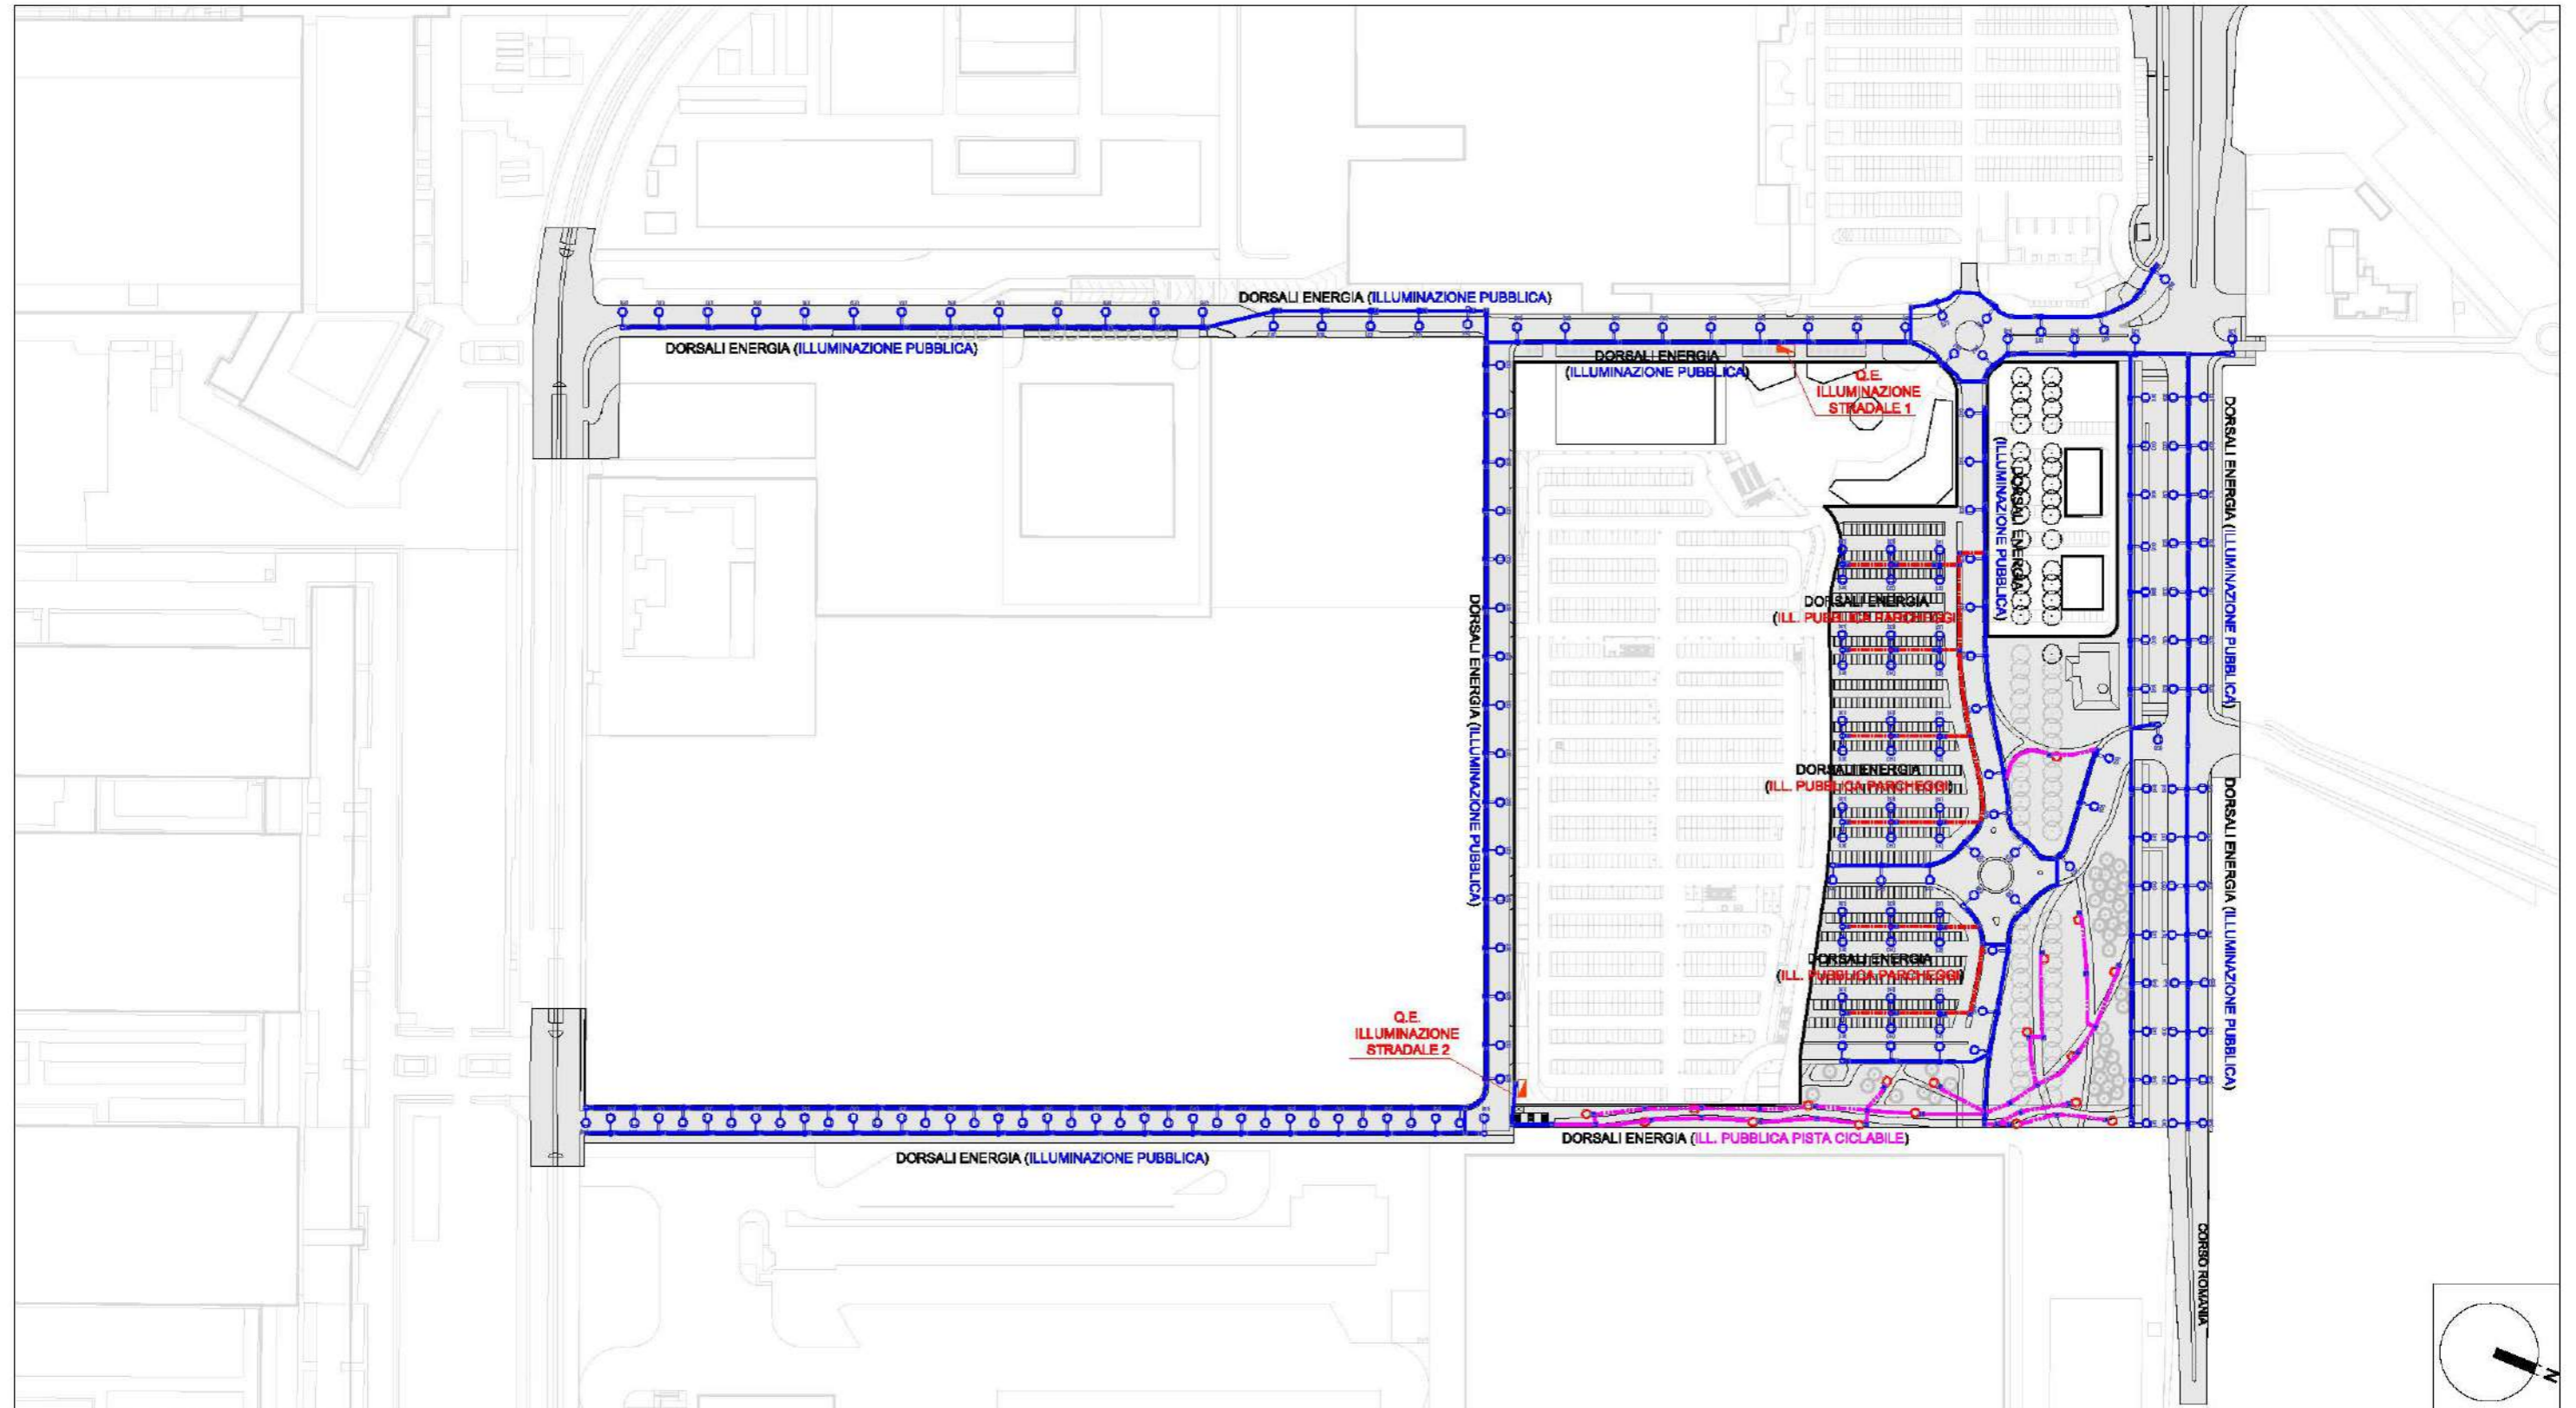 DORSALI ENERGIA (ILLUMINAZIONE PUBBLICA)
DORSALI ENERGIA (ILLUMINAZIONE PUBBLICA)
DORSALI ENERGIA
(ILLUMINAZIONE PUBBLICA)
Q.E.
ILLUMINAZIONE
STRADALE 1
DORSALI ENERGIA
(ILLUMINAZIONE PUBBLICA)
DORSALI ENERGIA (ILLUMINAZIONE PUBBLICA)
DORSALI ENERGIA (ILLUMINAZIONE PUBBLICA)
DORSALI ENERGIA
(ILL. PUBBLICA PARCHEGGI)
DORSALI ENERGIA
(ILL. PUBBLICA PARCHEGGI)
DORSALI ENERGIA (ILLUMINAZIONE PUBBLICA)
DORSALI ENERGIA
(ILL. PUBBLICA PARCHEGGI)
Q.E.
ILLUMINAZIONE
STRADALE 2
DORSALI ENERGIA (ILL. PUBBLICA PISTA CICLABILE)
DORSALI ENERGIA (ILLUMINAZIONE PUBBLICA)
CORSO ROMANIA
N